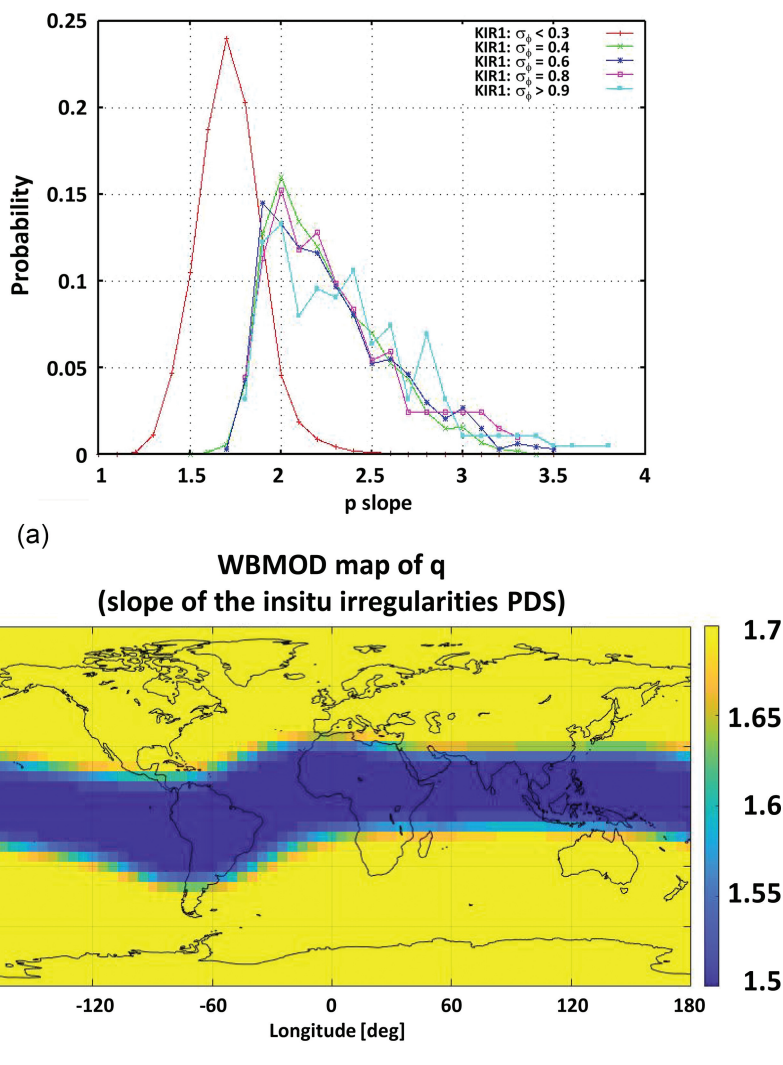 0.25
0.2
0.15
0.1
0.05
0
Probability
KIR1: σϕ < 0.3
KIR1: σϕ = 0.4
KIR1: σϕ = 0.6
KIR1: σϕ = 0.8
KIR1: σϕ > 0.9
1 1.5 2 2.5 3 3.5 4
p slope
(a)
WBMOD map of q
(slope of the insitu irregularities PDS)
1.7
1.65
1.6
1.55
1.5
-120 -60 0 60 120 180
Longitude [deg]